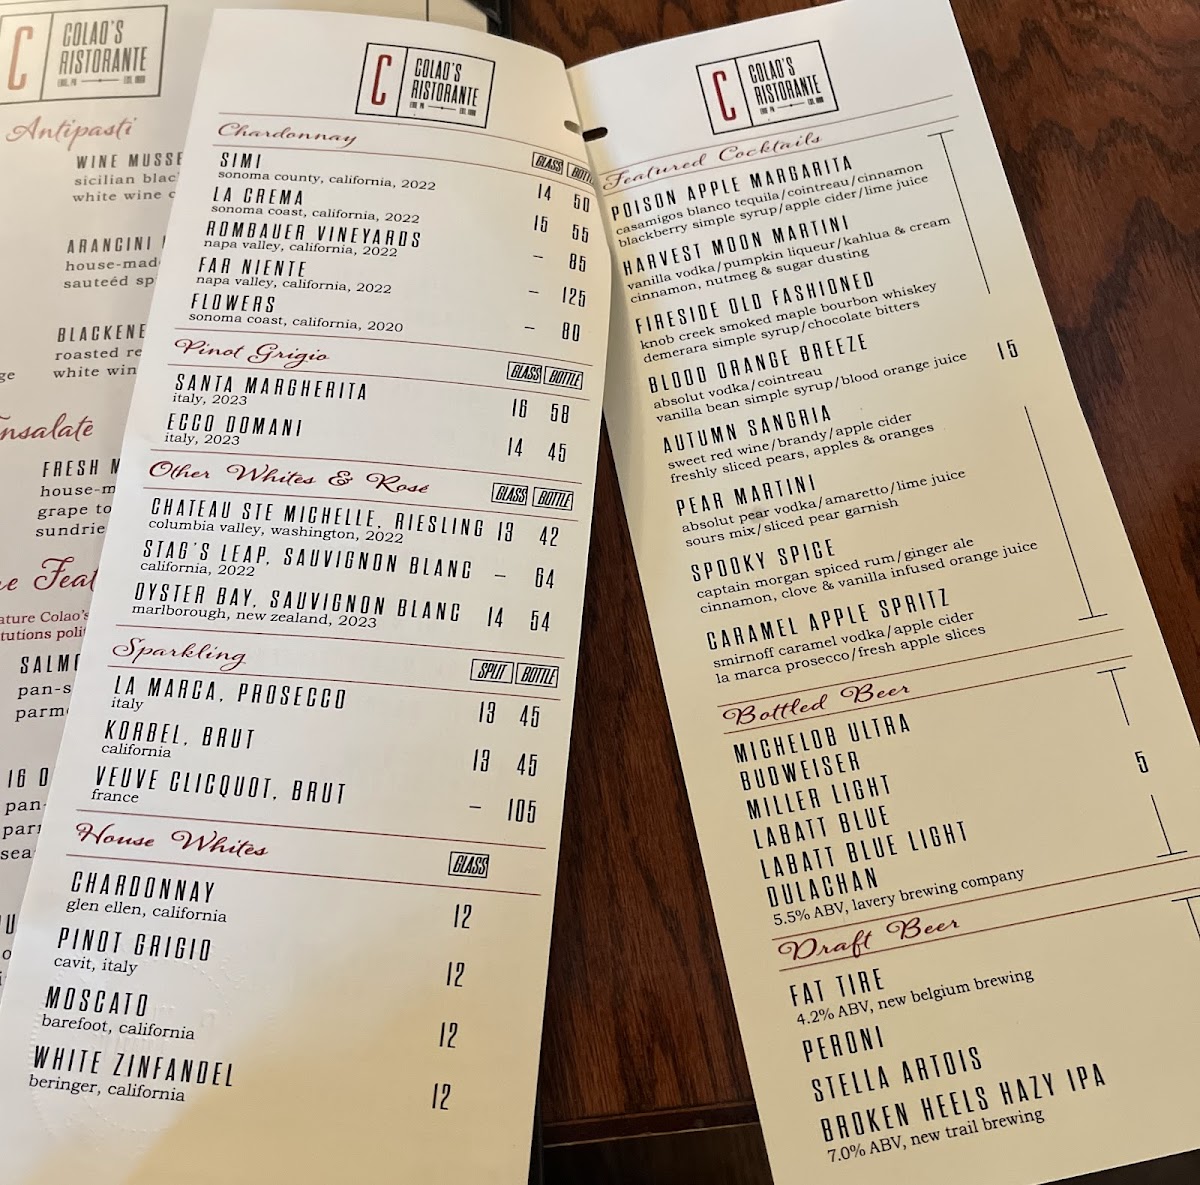 C
COLAO'S
RISTORANTE
Antipasti
WINE MUSSE
sicilian blac
white wine c
ARANCINI
house-mad
sauteéd sp
BLACKENE
roasted re
white win
ge
nsalate
FRESH M
house-m
grape to
sundrie
re Feat
ature Colao's
tutions poli
SALMO
pan-s
parm
16 O
pan-
parm
sea
C
COLAO'S
RISTORANTE
ERIE, PA
Chardonnay
GLASS BOTTL
SIMI 14 50
sonoma county, california, 2022
LA CREMA 15 55
sonoma coast, california, 2022
ROMBAUER VINEYARDS – 85
napa valley, california, 2022
FAR NIENTE – 125
napa valley, california, 2022
FLOWERS – 80
sonoma coast, california, 2020
Pinot Grigio
GLASS BOTTLE
SANTA MARGHERITA 16 58
italy, 2023
ECCO DOMANI 14 45
italy, 2023
Other Whites & Rosé
GLASS BOTTLE
CHATEAU STE MICHELLE, RIESLING 13 42
columbia valley, washington, 2022
STAG'S LEAP, SAUVIGNON BLANC – 64
california, 2022
OYSTER BAY, SAUVIGNON BLANC 14 54
marlborough, new zealand, 2023
Sparkling
SPLIT BOTTLE
LA MARCA, PROSECCO 13 45
italy
KORBEL, BRUT 13 45
california
VEUVE CLICQUOT, BRUT – 105
france
House Whites
GLASS
CHARDONNAY 12
glen ellen, california
PINOT GRIGIO 12
cavit, italy
MOSCATO 12
barefoot, california
WHITE ZINFANDEL 12
beringer, california
C
COLAO'S
RISTORANTE
ERIE, PA
Featured Cocktails
POISON APPLE MARGARITA
casamigos blanco tequila/cointreau/cinnamon
blackberry simple syrup/apple cider/lime juice
HARVEST MOON MARTINI
vanilla vodka/pumpkin liqueur/kahlua & cream
cinnamon, nutmeg & sugar dusting
FIRESIDE OLD FASHIONED
knob creek smoked maple bourbon whiskey
demerara simple syrup/chocolate bitters
BLOOD ORANGE BREEZE
absolut vodka/cointreau
vanilla bean simple syrup/blood orange juice
15
AUTUMN SANGRIA
sweet red wine/brandy/apple cider
freshly sliced pears, apples & oranges
PEAR MARTINI
absolut pear vodka/amaretto/lime juice
sours mix/sliced pear garnish
SPOOKY SPICE
captain morgan spiced rum/ginger ale
cinnamon, clove & vanilla infused orange juice
CARAMEL APPLE SPRITZ
smirnoff caramel vodka/apple cider
la marca prosecco/fresh apple slices
Bottled Beer
MICHELOB ULTRA
BUDWEISER
MILLER LIGHT
5
LABATT BLUE
LABATT BLUE LIGHT
DULACHAN
5.5% ABV, lavery brewing company
Draft Beer
FAT TIRE
4.2% ABV, new belgium brewing
PERONI
STELLA ARTOIS
BROKEN HEELS HAZY IPA
7.0% ABV, new trail brewing